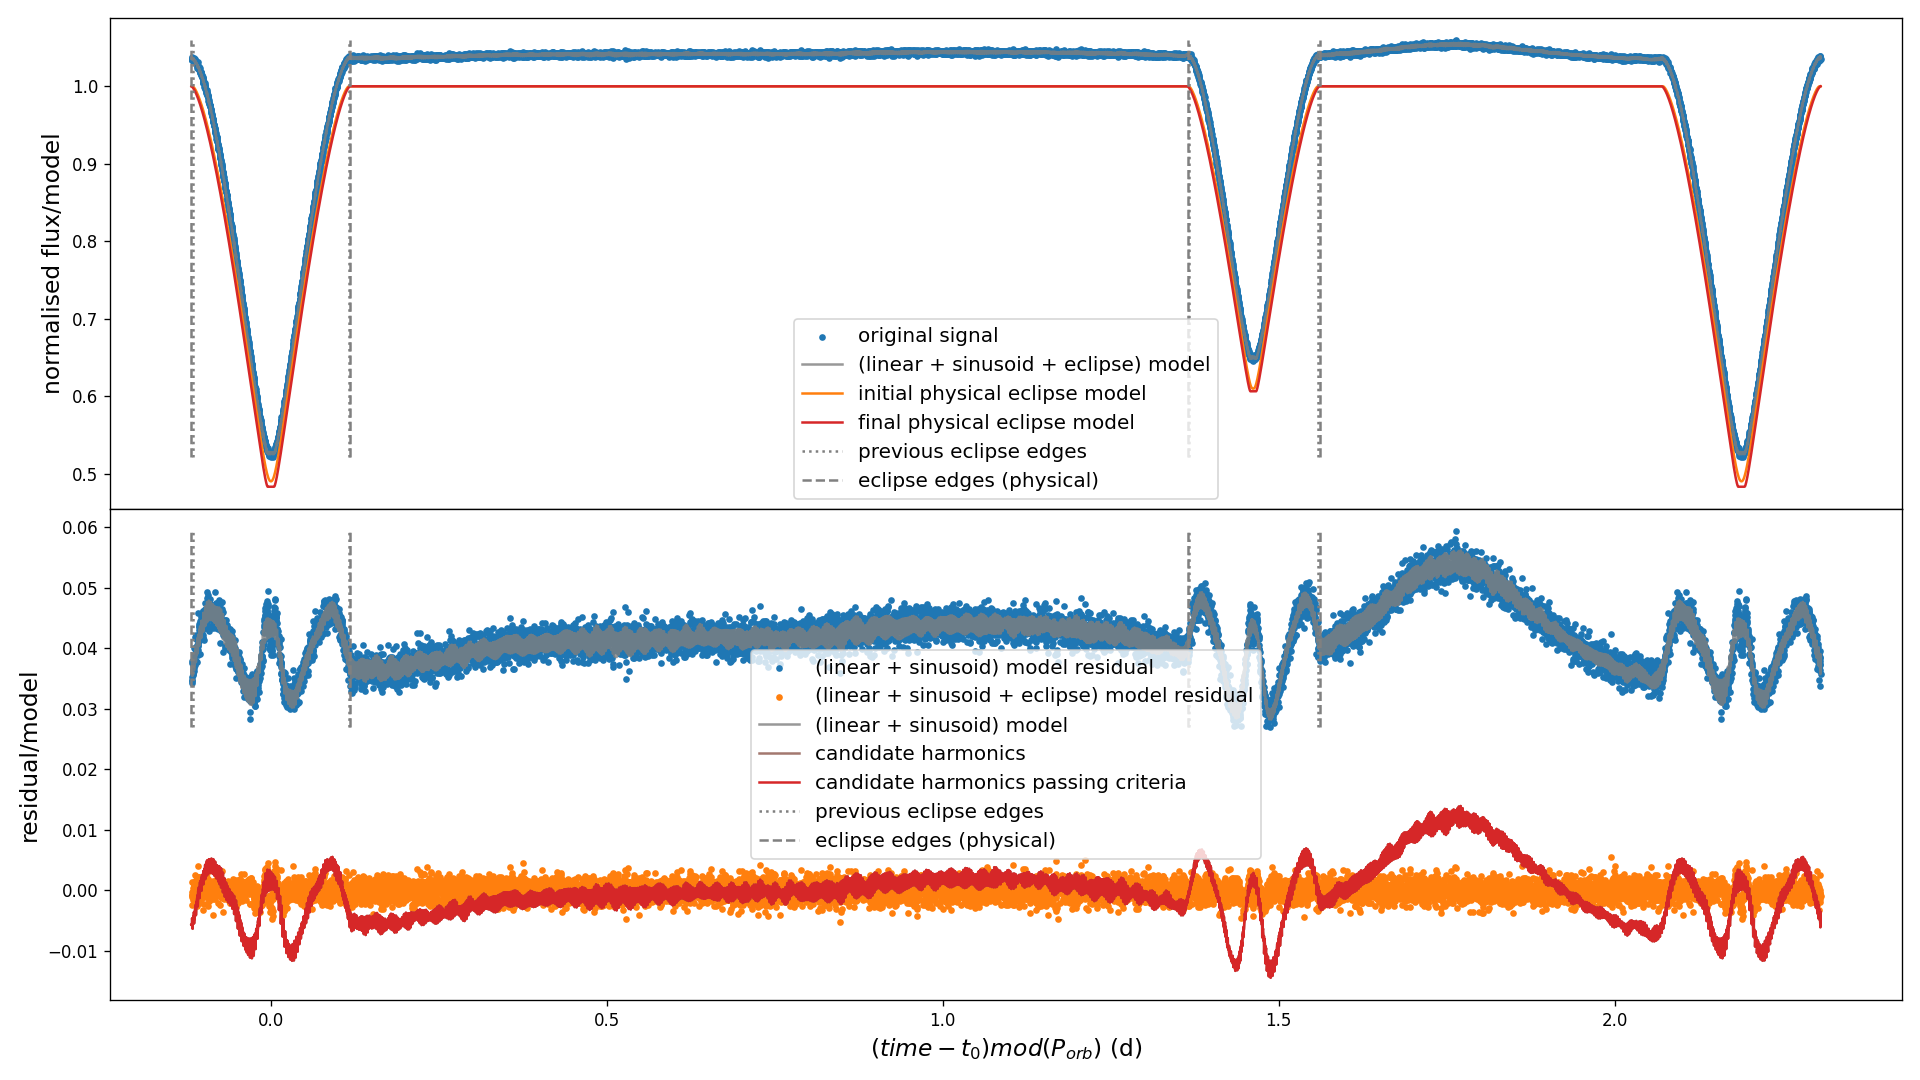 normalised flux/model
1.0
0.9
0.8
0.7
0.6
0.5
original signal
(linear + sinusoid + eclipse) model
initial physical eclipse model
final physical eclipse model
previous eclipse edges
eclipse edges (physical)
residual/model
0.06
0.05
0.04
0.03
0.02
0.01
0.00
−0.01
(linear + sinusoid) model residual
(linear + sinusoid + eclipse) model residual
(linear + sinusoid) model
candidate harmonics
candidate harmonics passing criteria
previous eclipse edges
eclipse edges (physical)
0.0 0.5 1.0 1.5 2.0
(time − t₀)mod(Pₒᵣb) (d)